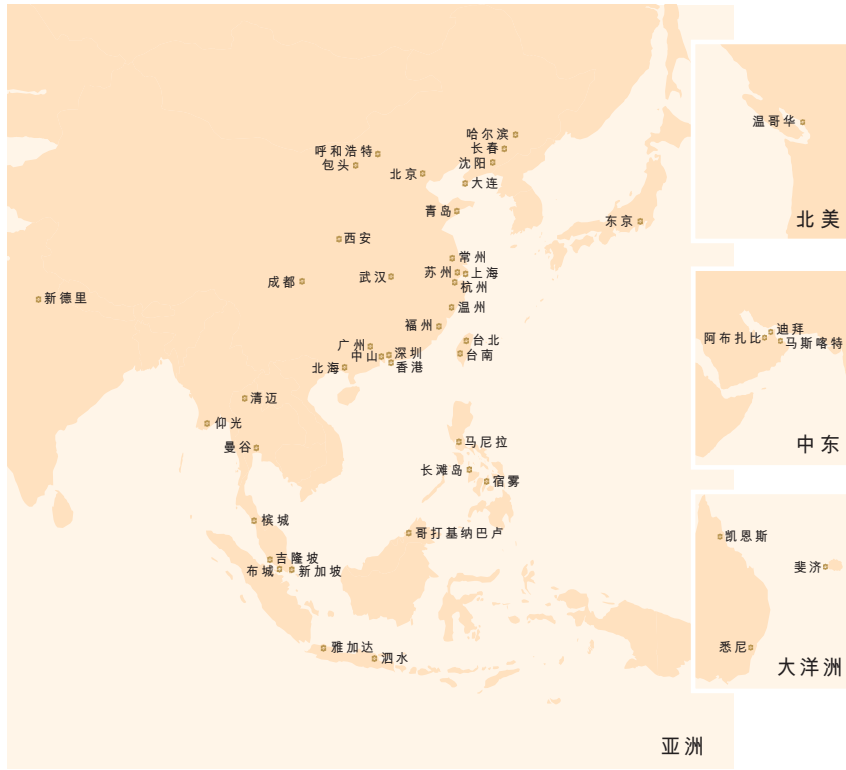 哈尔滨
长春
呼和浩特
沈阳
包头
北京
大连
青岛
东京
西安
常州
苏州
上海
武汉
成都
杭州
新德里
温州
福州
台北
广州
深圳
台南
中山
香港
北海
清迈
仰光
马尼拉
曼谷
长滩岛
宿雾
槟城
哥打基纳巴卢
吉隆坡
布城
新加坡
雅加达
泗水
亚洲
温哥华
北美
迪拜
阿布扎比
马斯喀特
中东
凯恩斯
斐济
悉尼
大洋洲